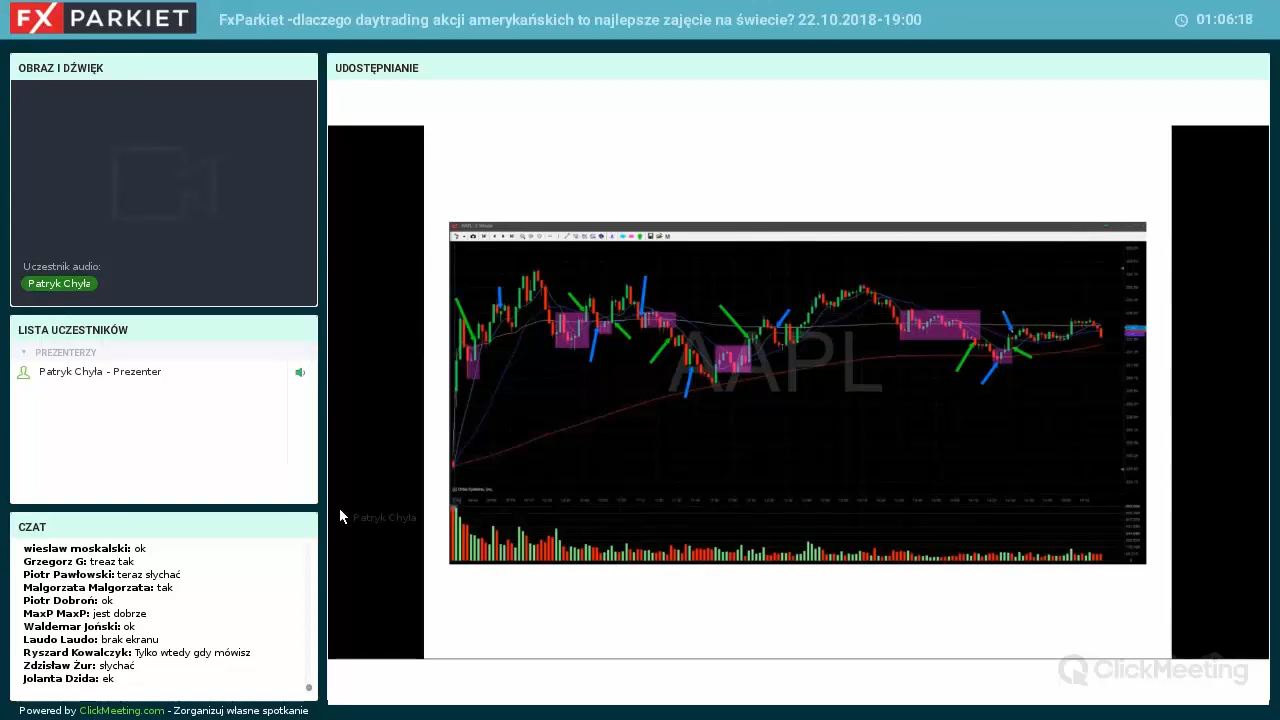 FX PARKIET
FxParkiet -dlaczego daytrading akcji amerykańskich to najlepsze zajęcie na świecie? 22.10.2018-19:00
01:06:18
OBRAZ I DŹWIĘK
Uczestnik audio:
Patryk Chyła
LISTA UCZESTNIKÓW
PREZENTERZY
Patryk Chyła - Prezenter
CZAT
wieslaw moskalski: ok
Grzegorz G: treaz tak
Piotr Pawłowski: teraz słychać
Malgorzata Malgorzata: tak
Piotr Dobroń: ok
MaxP MaxP: jest dobrze
Waldemar Joński: ok
Laudo Laudo: brak ekranu
Ryszard Kowalczyk: Tylko wtedy gdy mówisz
Zdzisław Żur: słychać
Jolanta Dzida: ek
Powered by ClickMeeting.com - Zorganizuj własne spotkanie
UDOSTĘPNIANIE
AAPL
Patryk Chyła
ClickMeeting